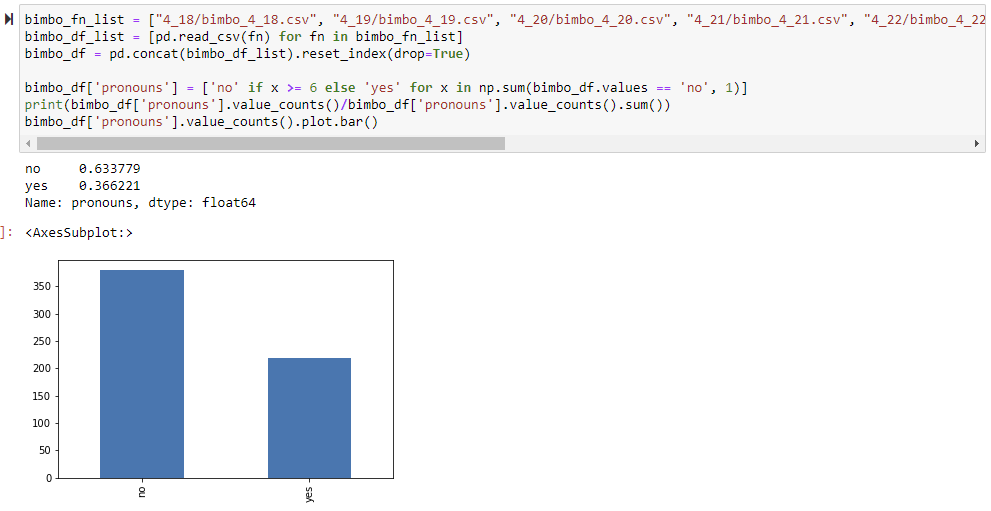 bimbo_fn_list = ["4_18/bimbo_4_18.csv", "4_19/bimbo_4_19.csv", "4_20/bimbo_4_20.csv", "4_21/bimbo_4_21.csv", "4_22/bimbo_4_22
bimbo_df_list = [pd.read_csv(fn) for fn in bimbo_fn_list]
bimbo_df = pd.concat(bimbo_df_list).reset_index(drop=True)
bimbo_df['pronouns'] = ['no' if x >= 6 else 'yes' for x in np.sum(bimbo_df.values == 'no', 1)]
print(bimbo_df['pronouns'].value_counts()/bimbo_df['pronouns'].value_counts().sum())
bimbo_df['pronouns'].value_counts().plot.bar()
no 0.633779
yes 0.366221
Name: pronouns, dtype: float64
]: <AxesSubplot:>
350
300
250
200
150
100
50
0
no
yes